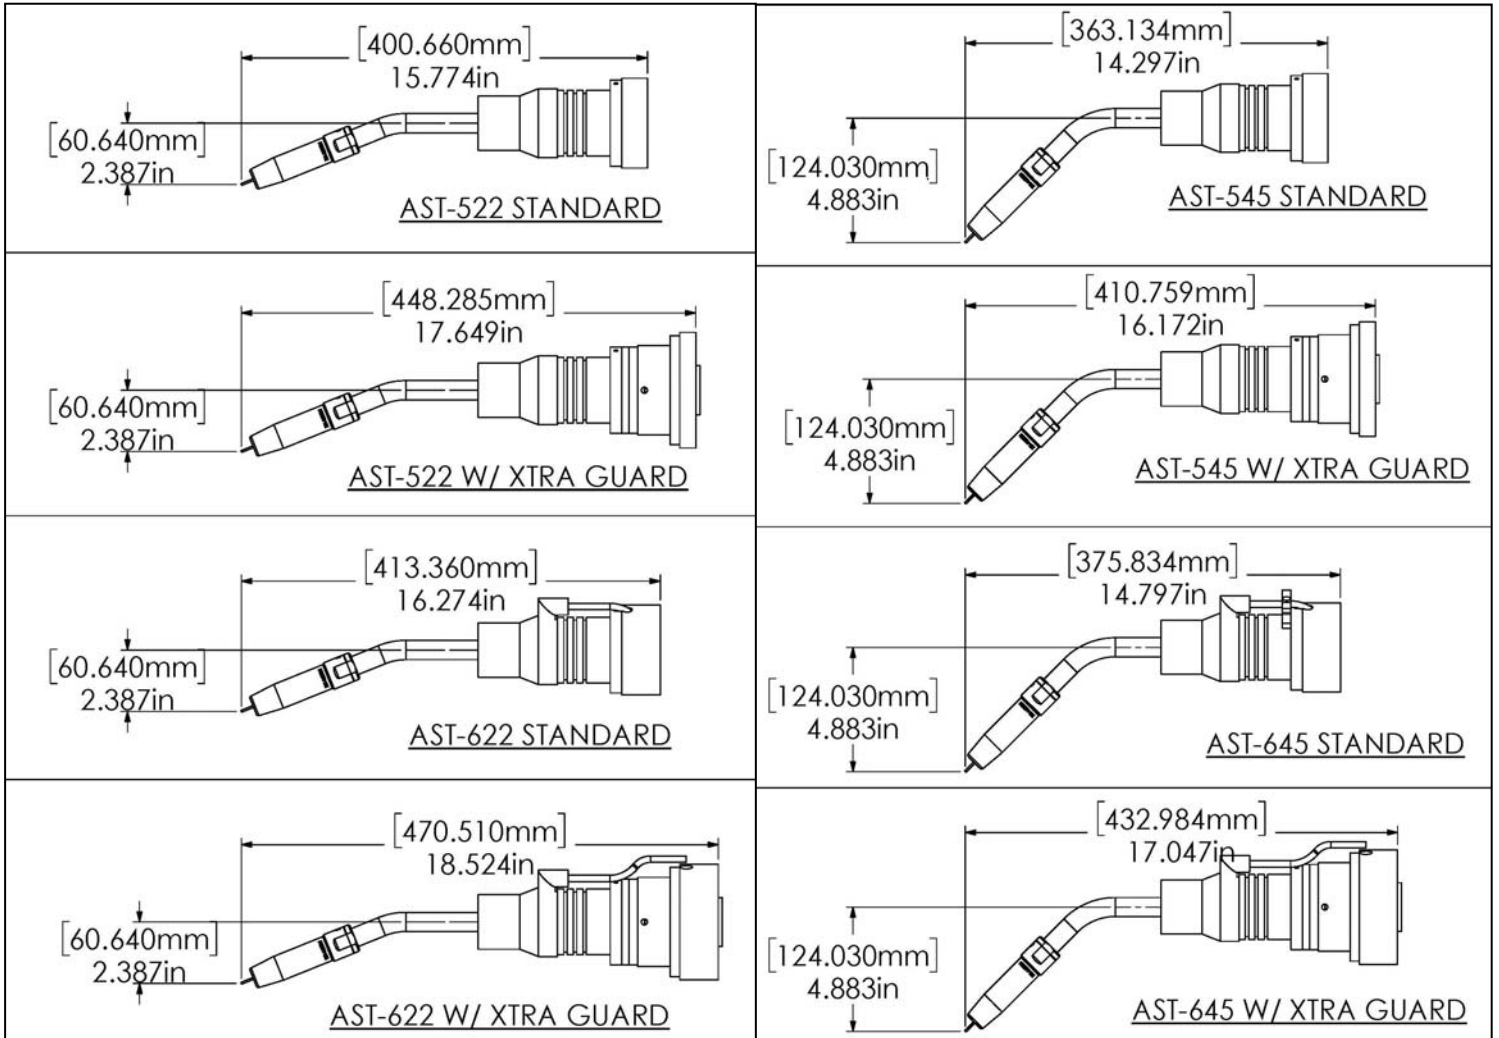 [400.660mm]
15.774in
[60.640mm]
2.387in
AST-522 STANDARD
[363.134mm]
14.297in
[124.030mm]
4.883in
AST-545 STANDARD
[448.285mm]
17.649in
[60.640mm]
2.387in
AST-522 W/ XTRA GUARD
[410.759mm]
16.172in
[124.030mm]
4.883in
AST-545 W/ XTRA GUARD
[413.360mm]
16.274in
[60.640mm]
2.387in
AST-622 STANDARD
[375.834mm]
14.797in
[124.030mm]
4.883in
AST-645 STANDARD
[470.510mm]
18.524in
[60.640mm]
2.387in
AST-622 W/ XTRA GUARD
[432.984mm]
17.047in
[124.030mm]
4.883in
AST-645 W/ XTRA GUARD